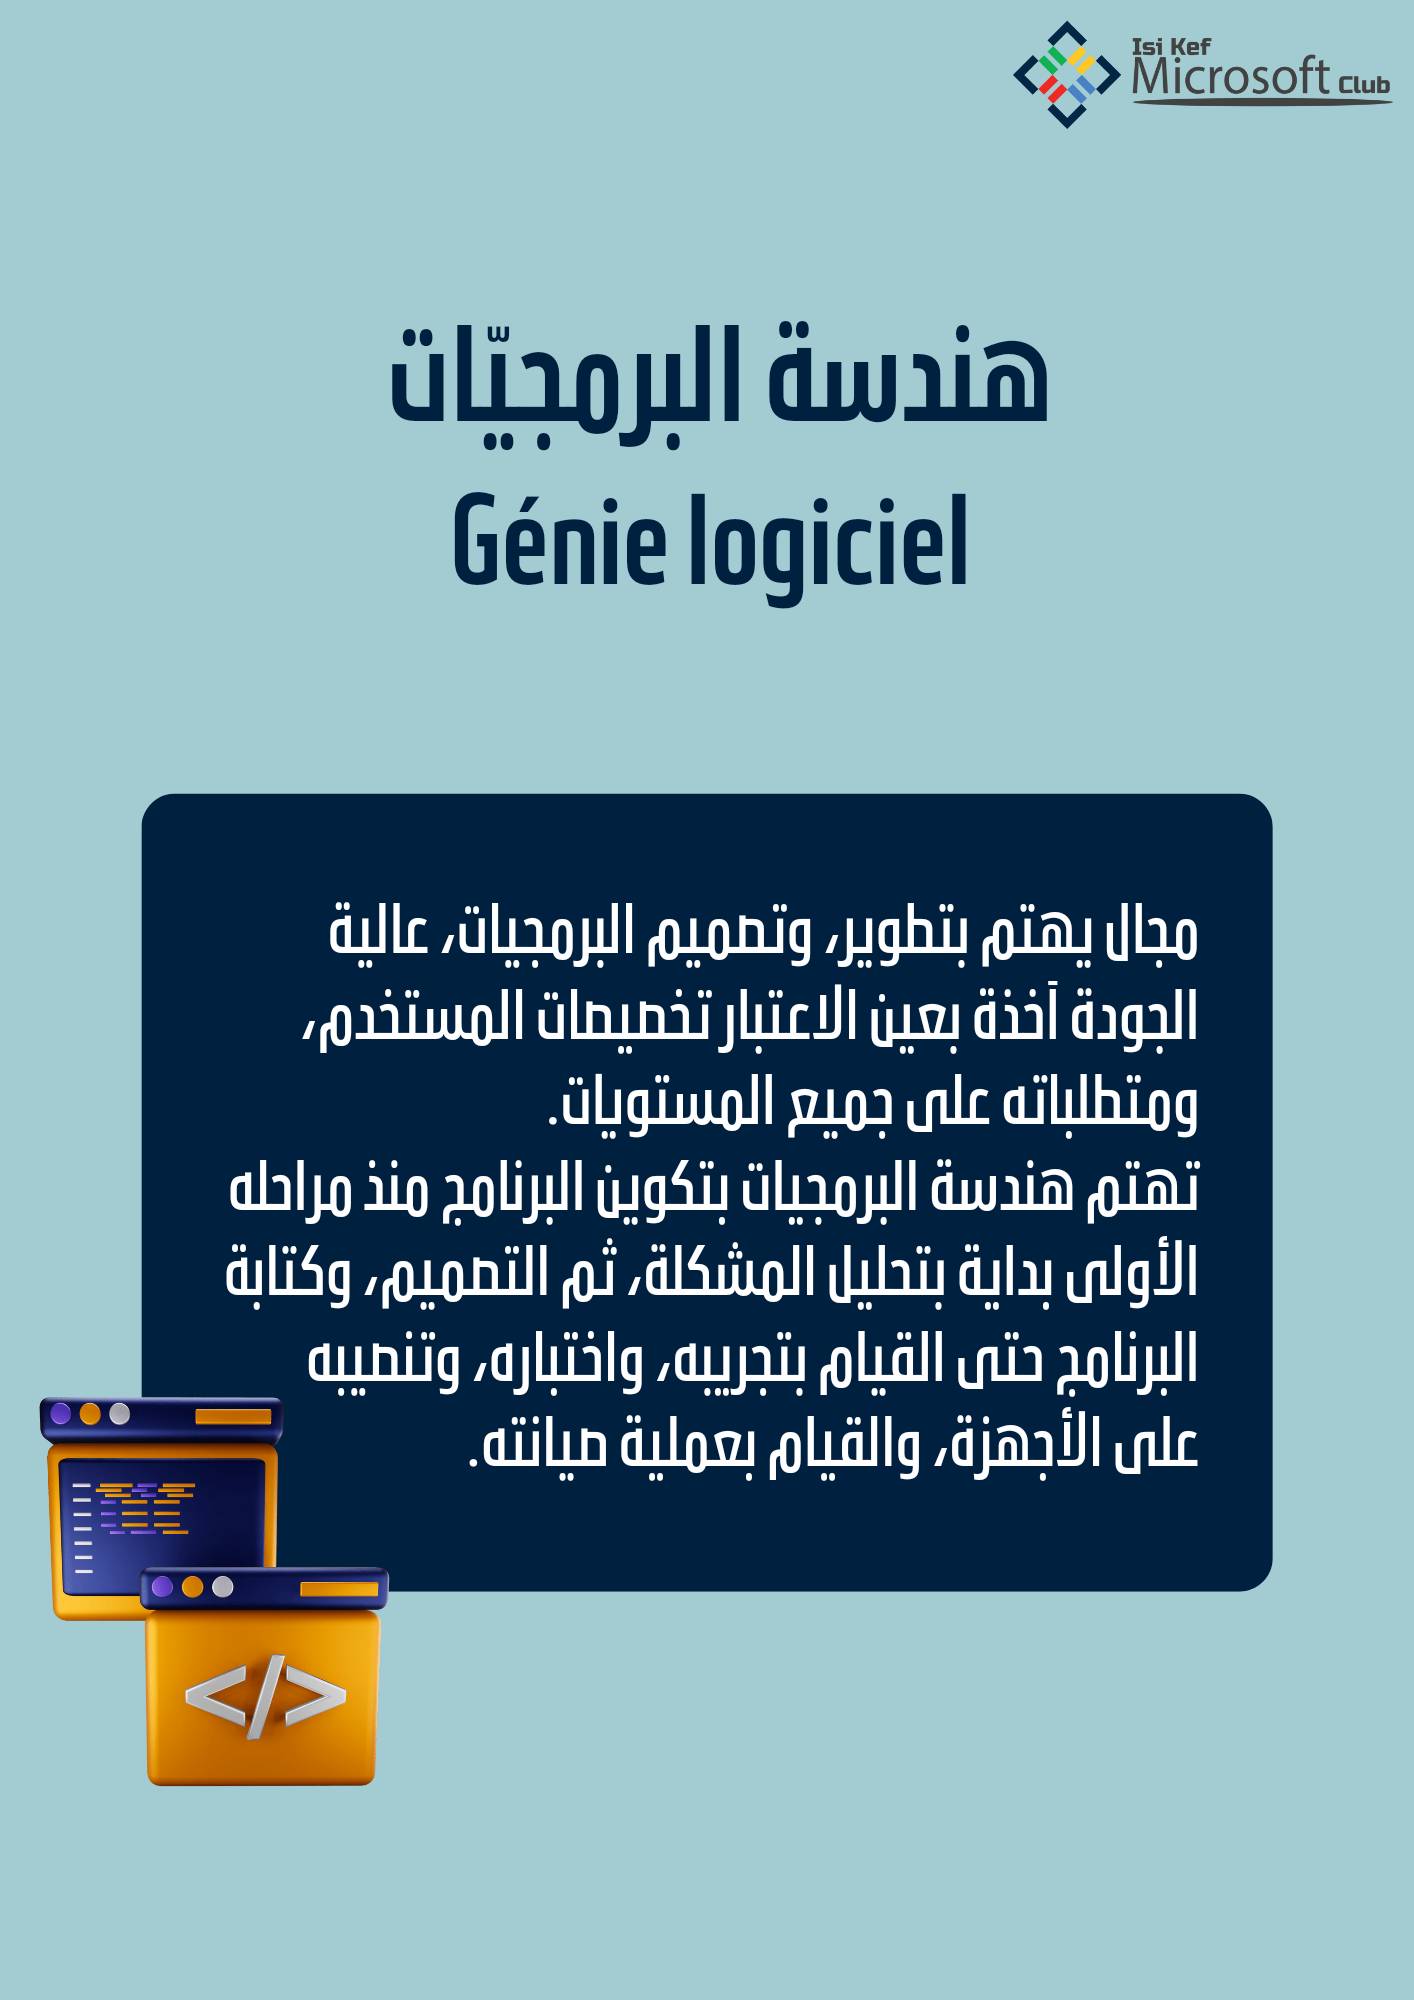 Isi Kef
Microsoft Club
هندسة البرمجيّات
Génie logiciel
مجال يهتم بتطوير، وتصميم البرمجيات، عالية
الجودة آخذة بعين الاعتبار تخصيصات المستخدم،
ومتطلباته على جميع المستويات.
تهتم هندسة البرمجيات بتكوين البرنامج منذ مراحله
الأولى بداية بتحليل المشكلة، ثم التصميم، وكتابة
البرنامج حتى القيام بتجريبه، واختباره، وتنصيبه
على الأجهزة، والقيام بعملية صيانته.
</>